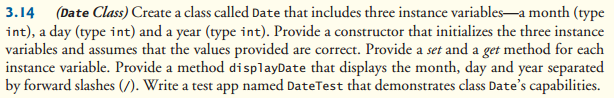 3.14 (Date Class) Create a class called Date that includes three instance variables—a month (type
int), a day (type int) and a year (type int). Provide a constructor that initializes the three instance
variables and assumes that the values provided are correct. Provide a set and a get method for each
instance variable. Provide a method displayDate that displays the month, day and year separated
by forward slashes (/). Write a test app named DateTest that demonstrates class Date's capabilities.